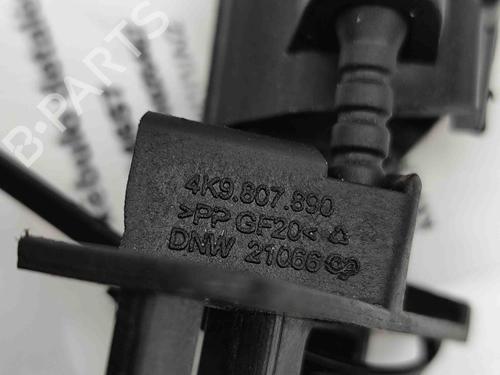 B-PARTS
4K9.807.890
>PP GF20<
DNW 21066